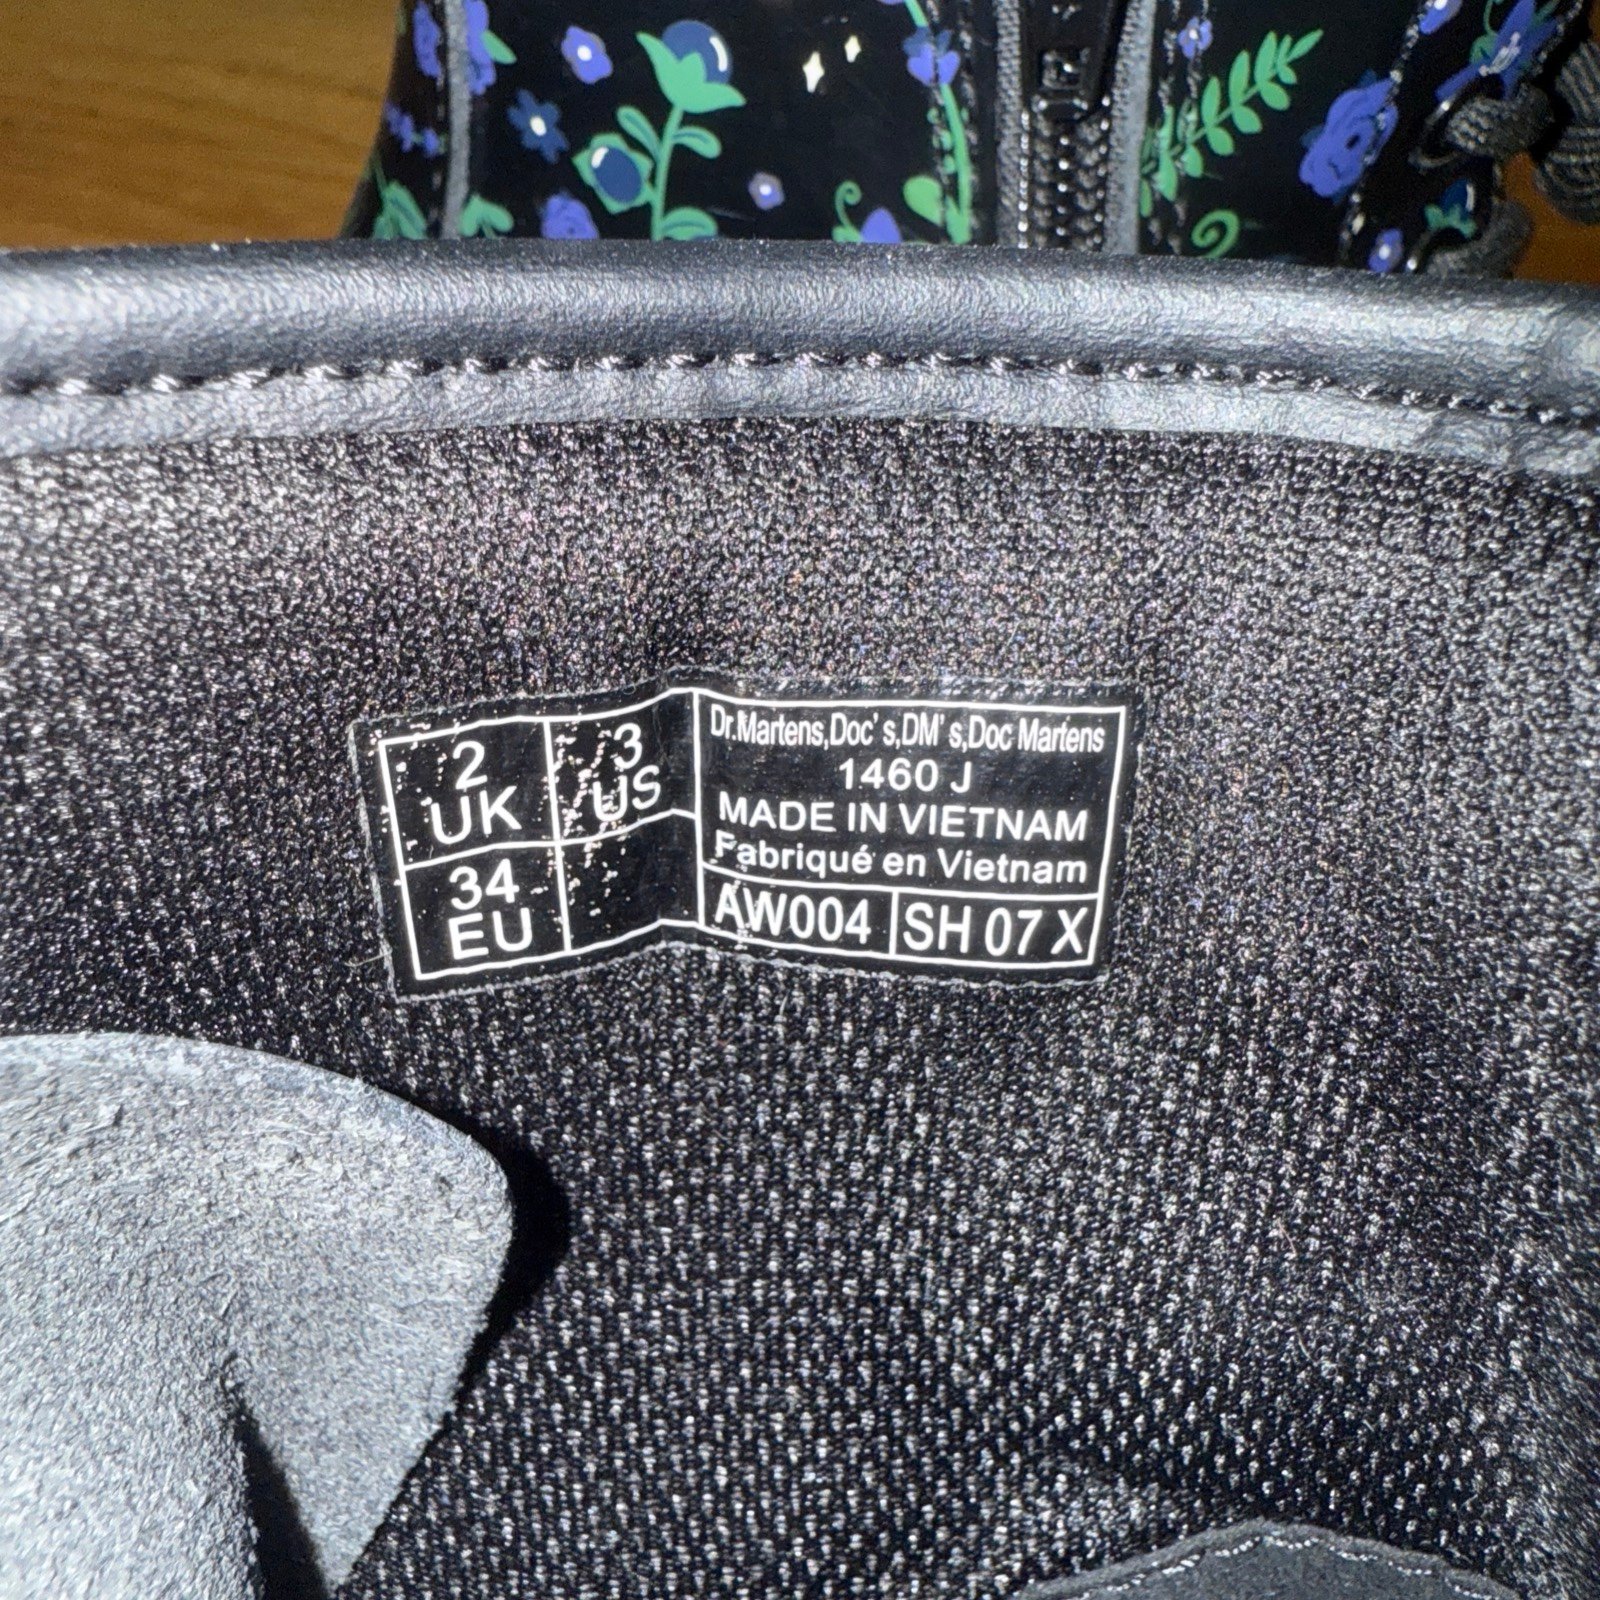 2
UK
3
US
34
EU
Dr.Martens,Doc's,DM's,Doc Martens
1460 J
MADE IN VIETNAM
Fabriqué en Vietnam
AW004
SH 07 X